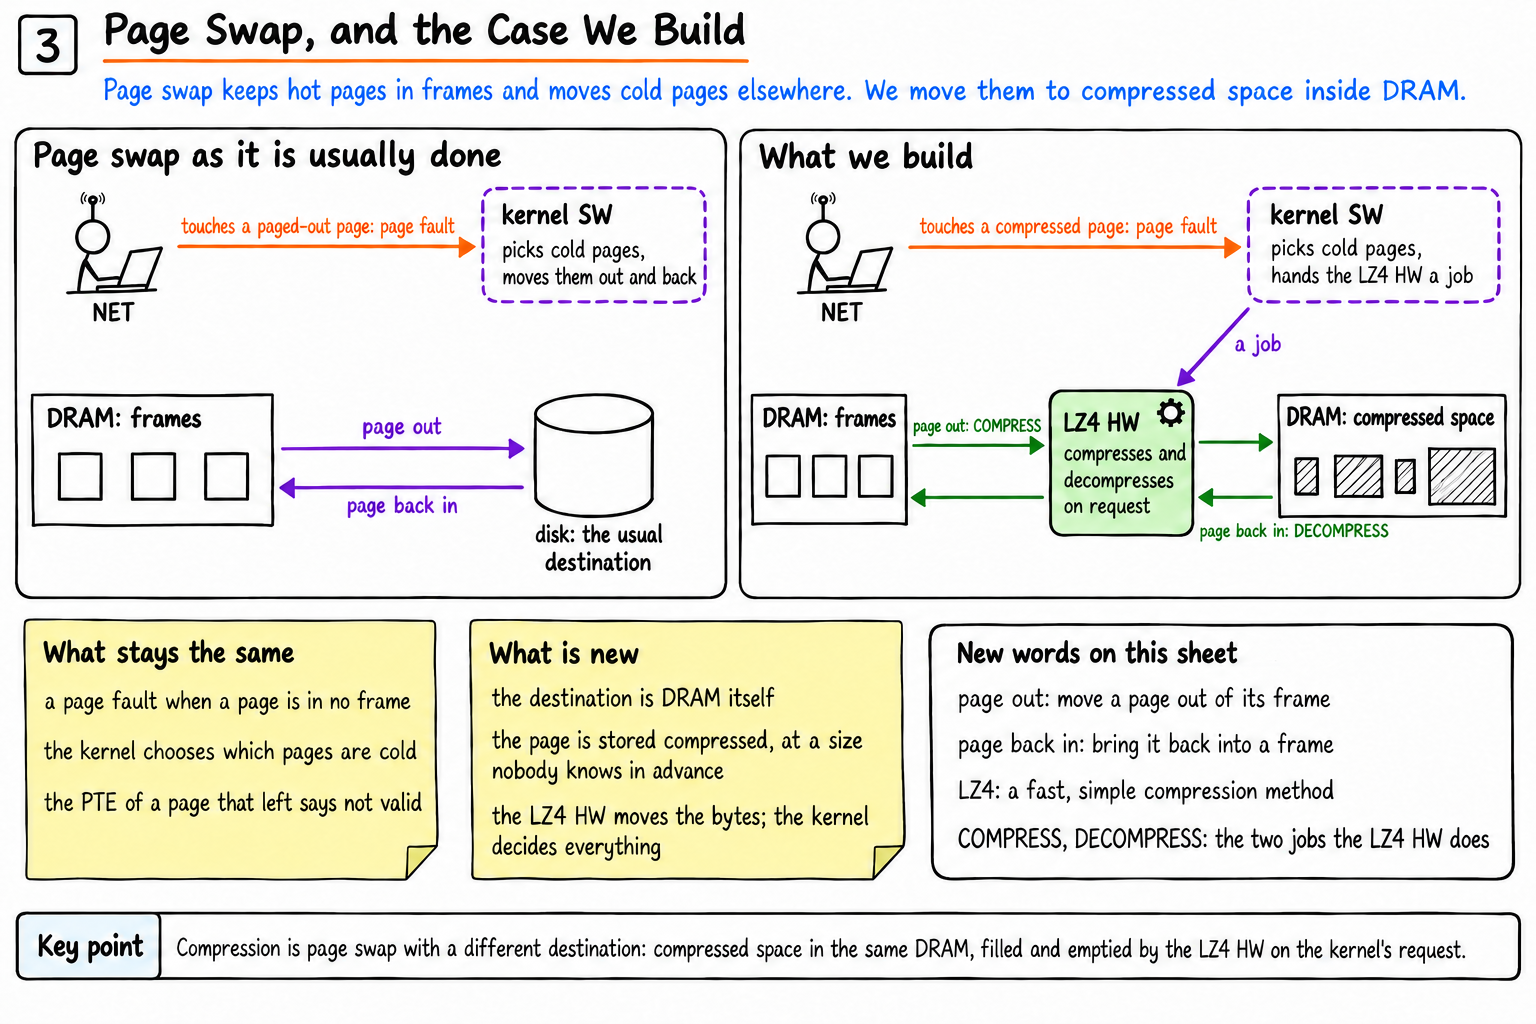 3
Page Swap, and the Case We Build
Page swap keeps hot pages in frames and moves cold pages elsewhere. We move them to compressed space inside DRAM.
Page swap as it is usually done
touches a paged-out page: page fault
kernel SW
picks cold pages,
moves them out and back
NET
DRAM: frames
page out
page back in
disk: the usual
destination
What we build
touches a compressed page: page fault
kernel SW
picks cold pages,
hands the LZ4 HW a job
NET
a job
DRAM: frames
page out: COMPRESS
LZ4 HW
compresses and
decompresses
on request
DRAM: compressed space
page back in: DECOMPRESS
What stays the same
a page fault when a page is in no frame
the kernel chooses which pages are cold
the PTE of a page that left says not valid
What is new
the destination is DRAM itself
the page is stored compressed, at a size
nobody knows in advance
the LZ4 HW moves the bytes; the kernel
decides everything
New words on this sheet
page out: move a page out of its frame
page back in: bring it back into a frame
LZ4: a fast, simple compression method
COMPRESS, DECOMPRESS: the two jobs the LZ4 HW does
Key point
Compression is page swap with a different destination: compressed space in the same DRAM, filled and emptied by the LZ4 HW on the kernel's request.